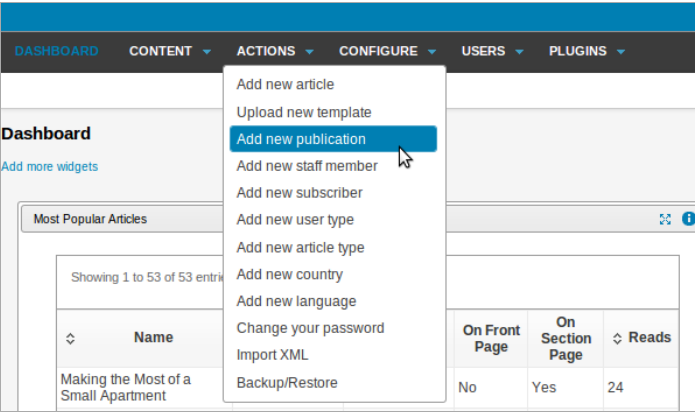 DASHBOARD CONTENT ACTIONS CONFIGURE USERS PLUGINS
Add new article
Upload new template
Dashboard
Add new publication
Add more widgets
Add new staff member
Add new subscriber
Most Popular Articles
Add new user type
Add new article type
Showing 1 to 53 of 53
Add new country
Add new language
Name
Change your password
On Front
Page
On
Section
Page
Reads
Import XML
Making the Most of a
Small Apartment
Backup/Restore
No Yes 24